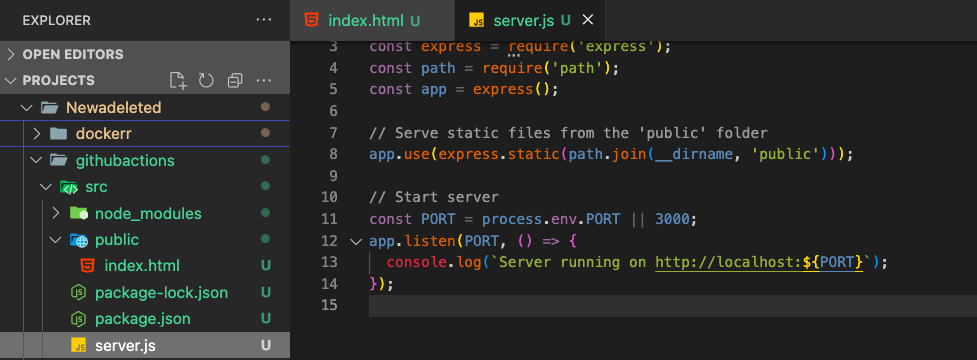 EXPLORER
OPEN EDITORS
PROJECTS
Newadeleted
dockerr
githubactions
src
node_modules
public
index.html U
package-lock.json U
package.json U
JS server.js U
index.html U
JS server.js U
3 const express = require('express');
4 const path = require('path');
5 const app = express();
6
7 // Serve static files from the 'public' folder
8 app.use(express.static(path.join(__dirname, 'public')));
9
10 // Start server
11 const PORT = process.env.PORT || 3000;
12 app.listen(PORT, () => {
13 console.log(`Server running on http://localhost:${PORT}`);
14 });
15